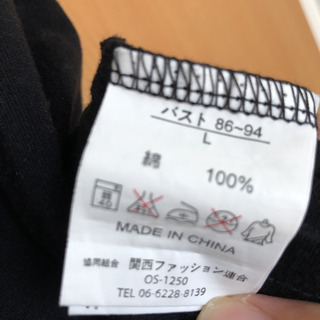 バスト 86~94
L
綿 100%
MADE IN CHINA
協同組合 関西ファッション連合
OS-1250
TEL 06-6228-8139